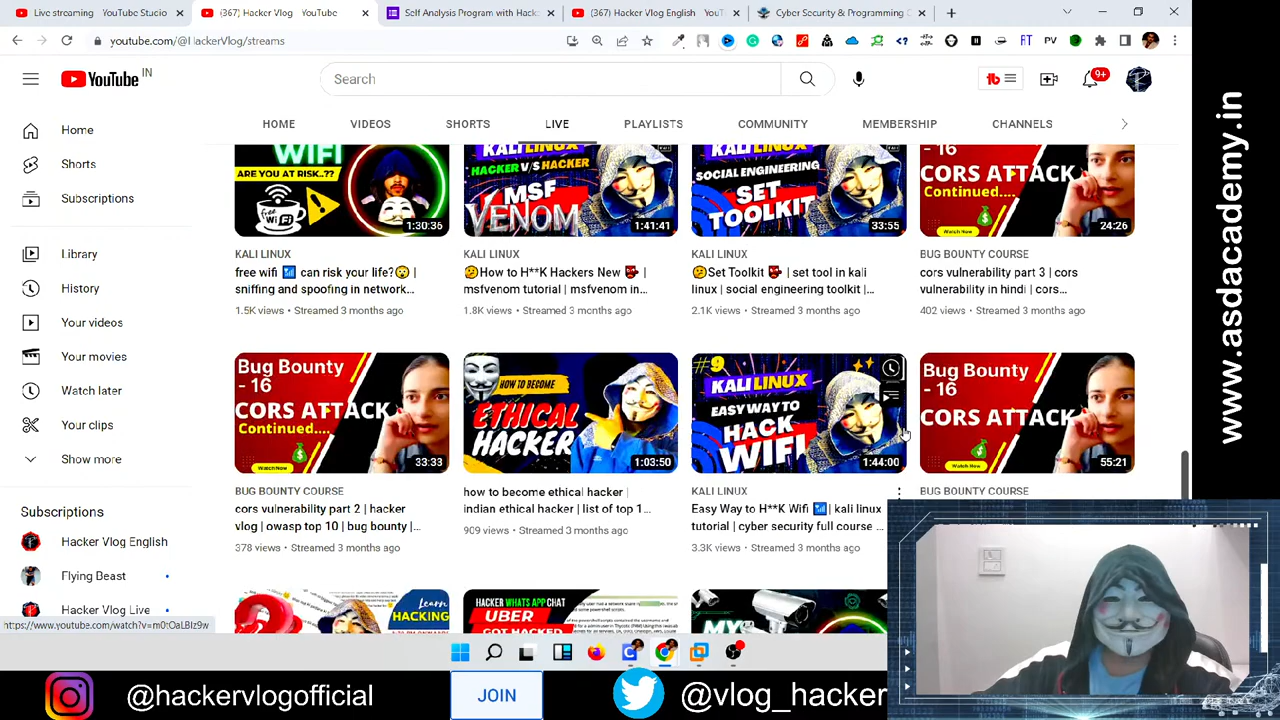 Live streaming - YouTube Studio
(367) Hacker Vlog - YouTube
Self Analysis Program with Hacke
(367) Hacker Vlog English - YouT
Cyber Security & Programming C
youtube.com/@HackerVlog/streams
YouTube IN
Search
9+
HOME
VIDEOS
SHORTS
LIVE
PLAYLISTS
COMMUNITY
MEMBERSHIP
CHANNELS
Home
Shorts
Subscriptions
Library
History
Your videos
Your movies
Watch later
Your clips
Show more
Subscriptions
Hacker Vlog English
Flying Beast
Hacker Vlog Live
WIFI
ARE YOU AT RISK..??
free WiFi
1:30:36
KALI LINUX
free wifi 📶 can risk your life?😲 |
sniffing and spoofing in network...
1.5K views • Streamed 3 months ago
KALI LINUX
HACKER V/S HACKER
MSF
VENOM
1:41:41
KALI LINUX
🤔How to H**K Hackers New 👺 |
msfvenom tutorial | msfvenom in...
1.8K views • Streamed 3 months ago
KALI LINUX
SOCIAL ENGINEERING
SET
TOOLKIT
33:55
KALI LINUX
🤔Set Toolkit 👺 | set tool in kali
linux | social engineering toolkit |...
2.1K views • Streamed 3 months ago
- 16
CORS ATTACK
Continued....
Watch Now
24:26
BUG BOUNTY COURSE
cors vulnerability part 3 | cors
vulnerability in hindi | cors...
402 views • Streamed 3 months ago
Bug Bounty
- 16
CORS ATTACK
Continued....
Watch Now
33:33
BUG BOUNTY COURSE
cors vulnerability part 2 | hacker
vlog | owasp top 10 | bug bounty |...
378 views • Streamed 3 months ago
HOW TO BECOME
ETHICAL
HACKER
1:03:50
how to become ethical hacker |
indian ethical hacker | list of top 1...
909 views • Streamed 3 months ago
#9
KALI LINUX
EASY WAY TO
HACK
WIFI
1:44:00
KALI LINUX
Easy Way to H**K Wifi 📶| kali linux
tutorial | cyber security full course ...
3.3K views • Streamed 3 months ago
Bug Bounty
- 16
CORS ATTACK
Watch Now
55:21
BUG BOUNTY COURSE
Learn
HACKING
HACKER WHATS APP CHAT
UBER
GOT HACKED
MY
@hackervlogofficial
JOIN
@vlog_hacker
www.asdacademy.in